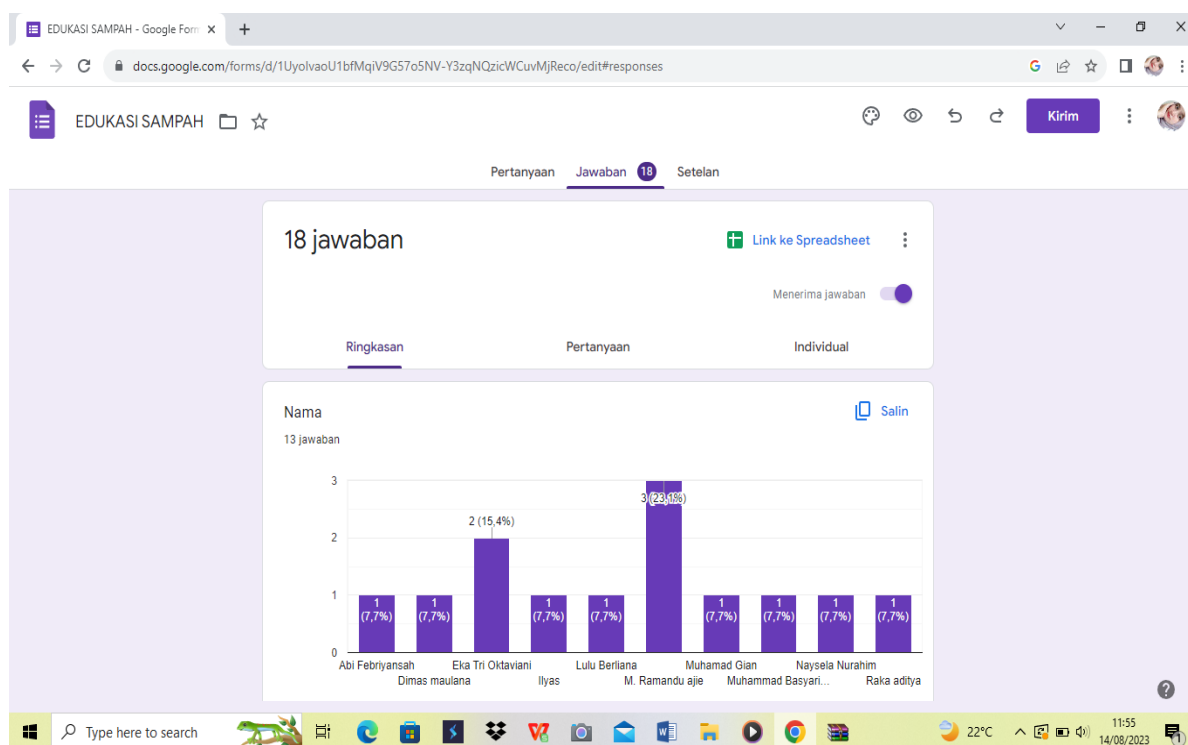 EDUKASI SAMPAH - Google Form
docs.google.com/forms/d/1UyoIvaoU1bfMqiV9G57o5NV-Y3zqNQzicWCuvMjReco/edit#responses
EDUKASI SAMPAH
Kirim
Pertanyaan Jawaban 18 Setelan
18 jawaban
Link ke Spreadsheet
Menerima jawaban
Ringkasan Pertanyaan Individual
Nama
Salin
13 jawaban
3
3 (23,1%)
2 (15,4%)
2
1
1 1 1 1 1 1 1 1
(7,7%) (7,7%) (7,7%) (7,7%) (7,7%) (7,7%) (7,7%) (7,7%)
0
Abi Febriyansah Eka Tri Oktaviani Lulu Berliana Muhamad Gian Naysela Nurahim
Dimas maulana Ilyas M. Ramandu ajie Muhammad Basyari... Raka aditya
Type here to search
22°C
11:55
14/08/2023